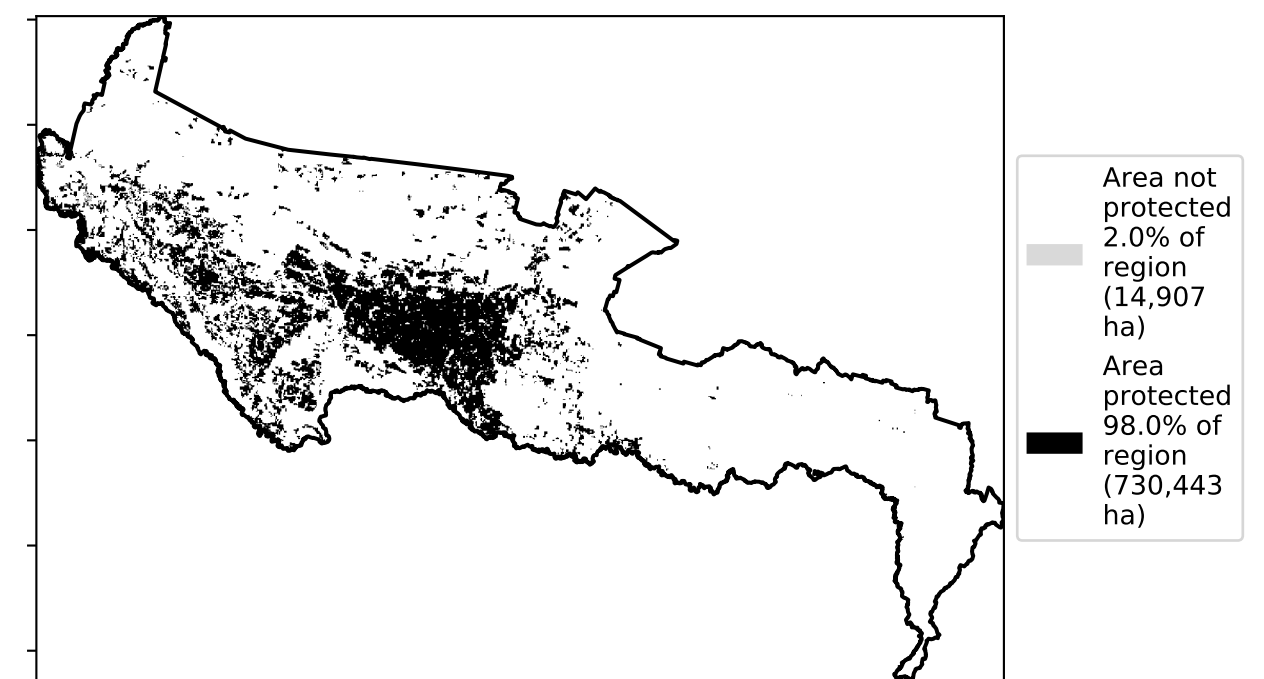 Area not
protected
2.0% of
region
(14,907
ha)
Area
protected
98.0% of
region
(730,443
ha)